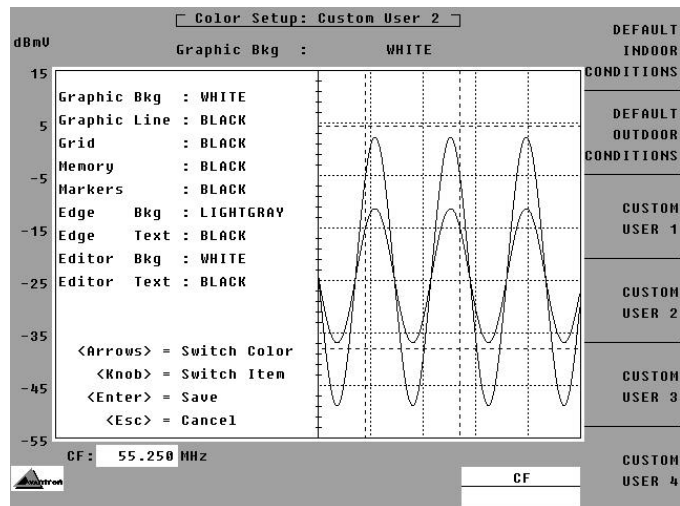 Color Setup: Custom User 2
dBmV
Graphic Bkg : WHITE
15
5
-5
-15
-25
-35
-45
-55
Graphic Bkg : WHITE
Graphic Line : BLACK
Grid : BLACK
Memory : BLACK
Markers : BLACK
Edge Bkg : LIGHTGRAY
Edge Text : BLACK
Editor Bkg : WHITE
Editor Text : BLACK
<Arrows> = Switch Color
<Knob> = Switch Item
<Enter> = Save
<Esc> = Cancel
CF: 55.250 MHz
Avantron
CF
DEFAULT
INDOOR
CONDITIONS
DEFAULT
OUTDOOR
CONDITIONS
CUSTOM
USER 1
CUSTOM
USER 2
CUSTOM
USER 3
CUSTOM
USER 4